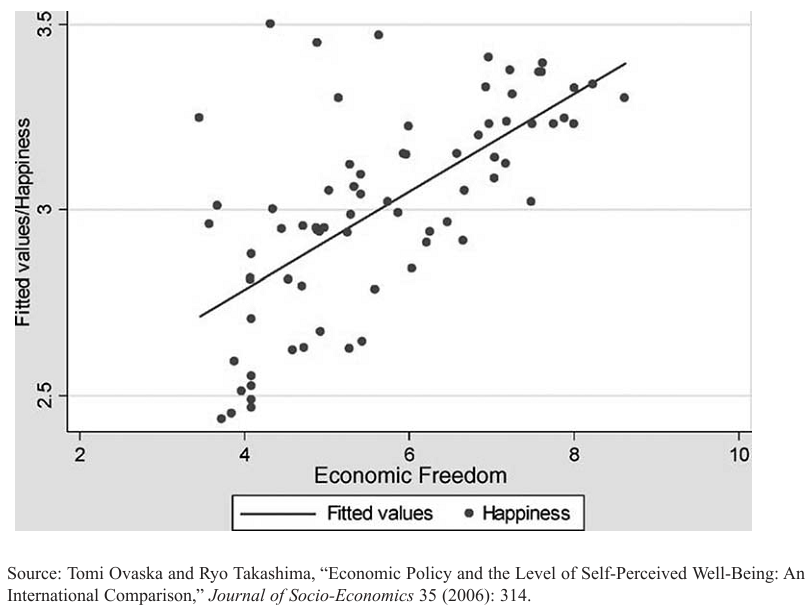 Fitted values/Happiness
3.5
3
2.5
2 4 6 8 10
Economic Freedom
Fitted values Happiness
Source: Tomi Ovaska and Ryo Takashima, “Economic Policy and the Level of Self-Perceived Well-Being: An
International Comparison,” Journal of Socio-Economics 35 (2006): 314.